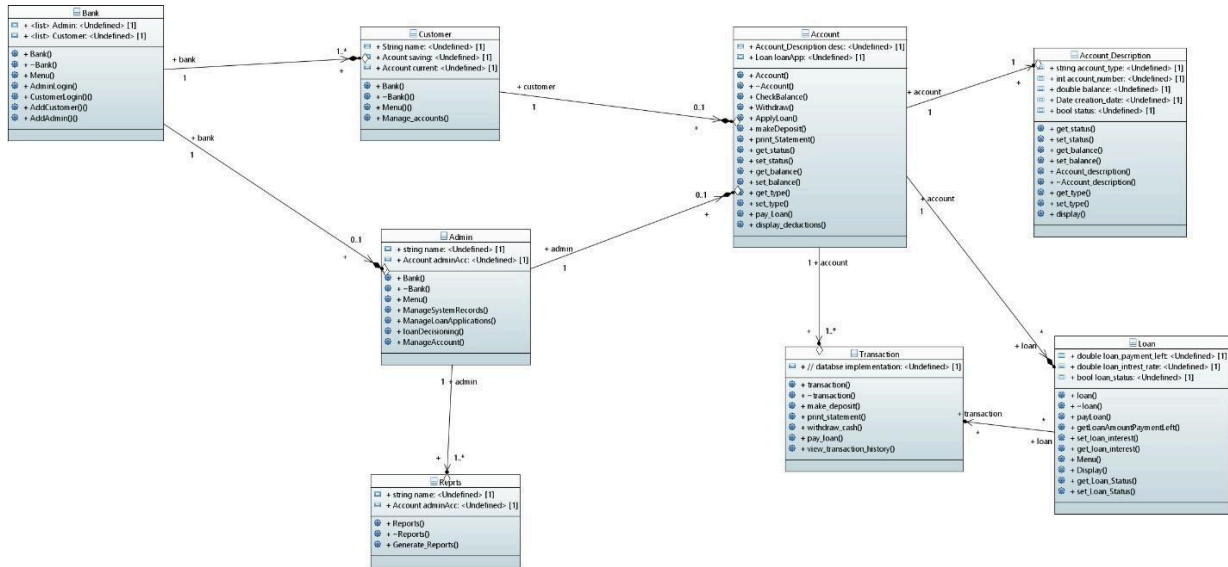 Bank
+ <list> Admin: <Undefined> [1]
+ <list> Customer: <Undefined> [1]
+ Bank()
+ ~Bank()
+ Menu()
+ AdminLogin()
+ CustomerLogin()()
+ AddCustomer()()
+ AddAdmin()()
+ bank
1
1..*
*
+ bank
1
0..1
+
Customer
+ String name: <Undefined> [1]
+ Acount saving: <Undefined> [1]
+ Account current: <Undefined> [1]
+ Bank()
+ ~Bank()()
+ Menu()()
+ Manage_accounts()
+ customer
1
0..1
*
Admin
+ string name: <Undefined> [1]
+ Account adminAcc: <Undefined> [1]
+ Bank()
+ ~Bank()
+ Menu()
+ ManageSystemRecords()
+ ManageLoanApplications()
+ loanDecisioning()
+ ManageAccount()
+ admin
1
0..1
*
1 + admin
+ 1..*
Reprts
+ string name: <Undefined> [1]
+ Account adminAcc: <Undefined> [1]
+ Reports()
+ ~Reports()
+ Generate_Reports()
Account
+ Account_Description desc: <Undefined> [1]
+ Loan loanApp: <Undefined> [1]
+ Account()
+ ~Account()
+ CheckBalance()
+ Withdraw()
+ ApplyLoan()
+ makeDeposit()
+ print_Statement()
+ get_status()
+ set_status()
+ get_balance()
+ set_balance()
+ get_type()
+ set_type()
+ pay_Loan()
+ display_deductions()
+ account
1
1
*
+ account
1
*
+ loan
1 + account
+ 1..*
Account_Description
+ string account_type: <Undefined> [1]
+ int account_number: <Undefined> [1]
+ double balance: <Undefined> [1]
+ Date creation_date: <Undefined> [1]
+ bool status: <Undefined> [1]
+ get_status()
+ set_status()
+ get_balance()
+ set_balance()
+ Account_description()
+ ~Account_description()
+ get_type()
+ set_type()
+ display()
Transaction
+ // databse implementation: <Undefined> [1]
+ transaction()
+ ~transaction()
+ make_deposit()
+ print_statement()
+ withdraw_cash()
+ pay_loan()
+ view_transaction_history()
+ transaction
*
*
+ loan
Loan
+ double loan_payment_left: <Undefined> [1]
+ double loan_intrest_rate: <Undefined> [1]
+ bool loan_status: <Undefined> [1]
+ loan()
+ ~loan()
+ payLoan()
+ getLoanAmountPaymentLeft()
+ set_loan_interest()
+ get_loan_interest()
+ Menu()
+ Display()
+ get_Loan_Status()
+ set_Loan_Status()